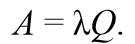 A = λQ.